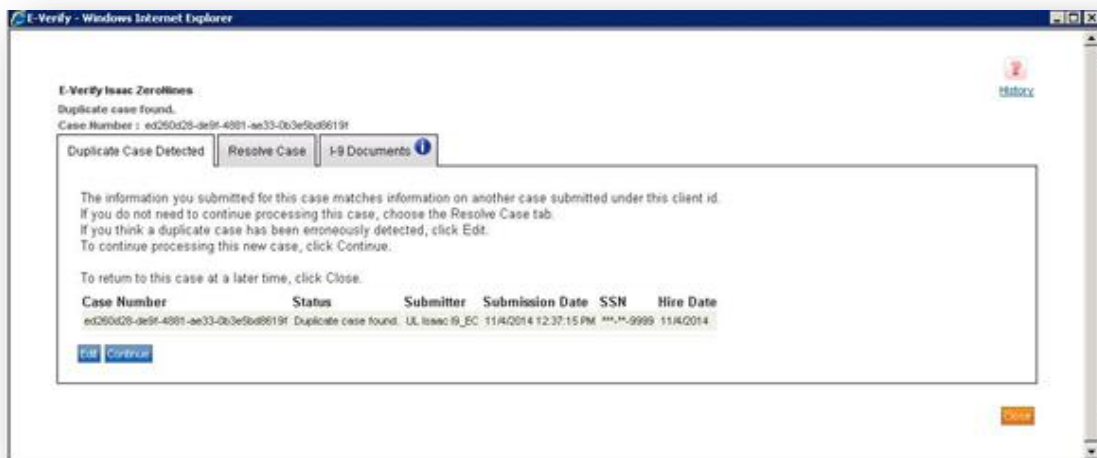 E-Verify - Windows Internet Explorer
?
History
E-Verify Isaac ZeroNines
Duplicate case found.
Case Number : ed260d28-de9f-4881-ae33-0b3e5bd8619f
Duplicate Case Detected Resolve Case I-9 Documents i
The information you submitted for this case matches information on another case submitted under this client id.
If you do not need to continue processing this case, choose the Resolve Case tab.
If you think a duplicate case has been erroneously detected, click Edit.
To continue processing this new case, click Continue.
To return to this case at a later time, click Close.
Case Number Status Submitter Submission Date SSN Hire Date
ed260d28-de9f-4881-ae33-0b3e5bd8619f Duplicate case found. UL Isaac I9_EC 11/4/2014 12:37:15 PM ***-**-9999 11/4/2014
Edit Continue
Close